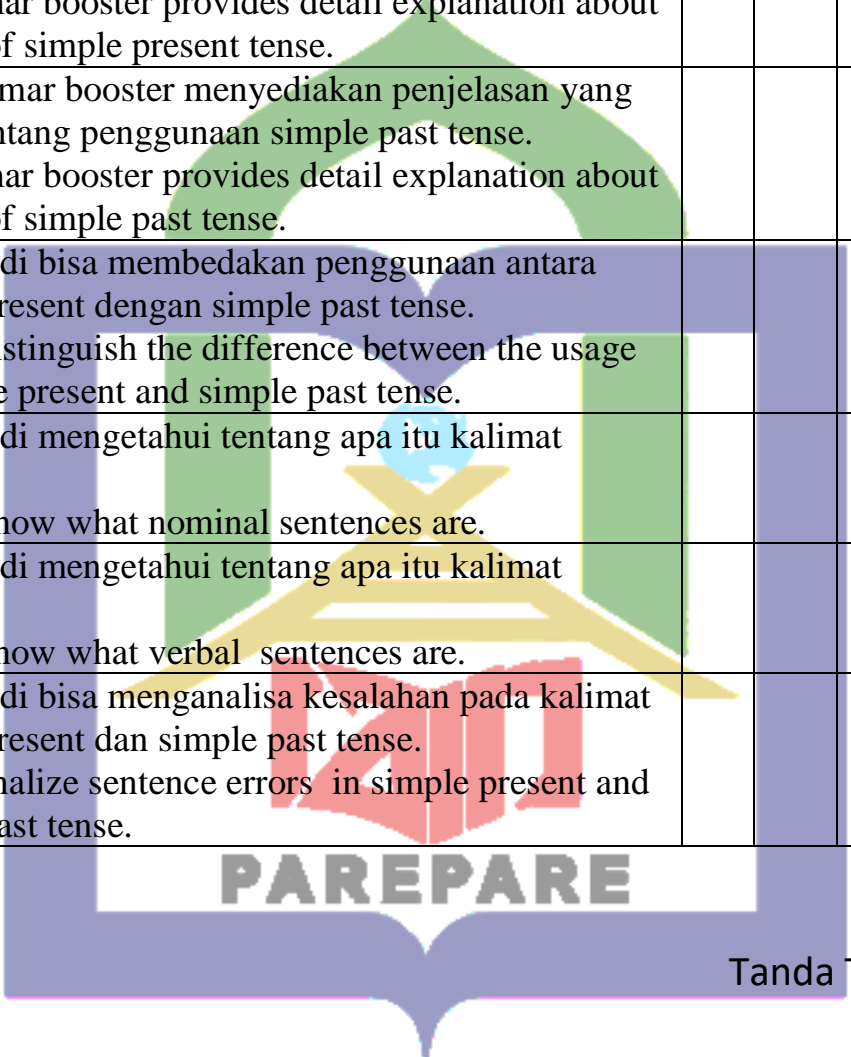 mar booster provides detail explanation about
of simple present tense.
mar booster menyediakan penjelasan yang
ntang penggunaan simple past tense.
nar booster provides detail explanation about
of simple past tense.
di bisa membedakan penggunaan antara
resent dengan simple past tense.
istinguish the difference between the usage
e present and simple past tense.
di mengetahui tentang apa itu kalimat
now what nominal sentences are.
di mengetahui tentang apa itu kalimat
now what verbal sentences are.
di bisa menganalisa kesalahan pada kalimat
resent dan simple past tense.
nalize sentence errors in simple present and
ast tense.
PAREPARE
Tanda T